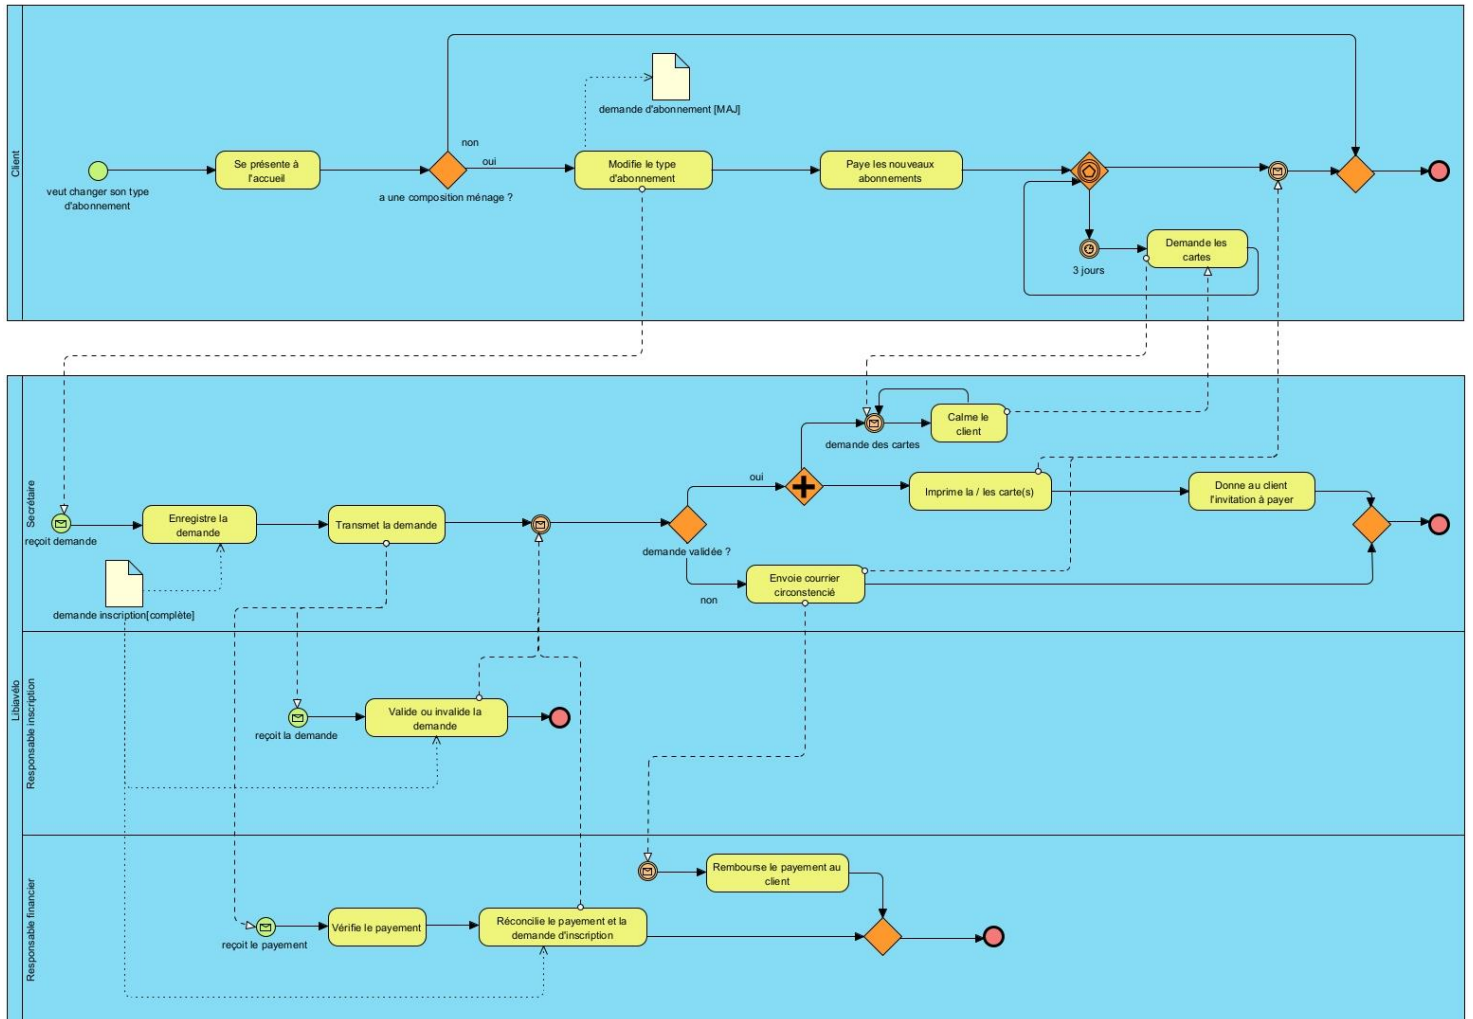 Client
veut changer son type
d'abonnement
Se présente à
l'accueil
non
oui
a une composition ménage ?
demande d'abonnement [MAJ]
Modifie le type
d'abonnement
Paye les nouveaux
abonnements
3 jours
Demande les
cartes
Libiavélo
Secrétaire
reçoit demande
Enregistre la
demande
demande inscription[complète]
Transmet la demande
demande validée ?
oui
non
demande des cartes
Calme le
client
Imprime la / les carte(s)
Donne au client
l'invitation à payer
Envoie courrier
circonstencié
Responsable inscription
reçoit la demande
Valide ou invalide la
demande
Responsable financier
reçoit le payement
Vérifie le payement
Réconcilie le payement et la
demande d'inscription
Rembourse le payement au
client